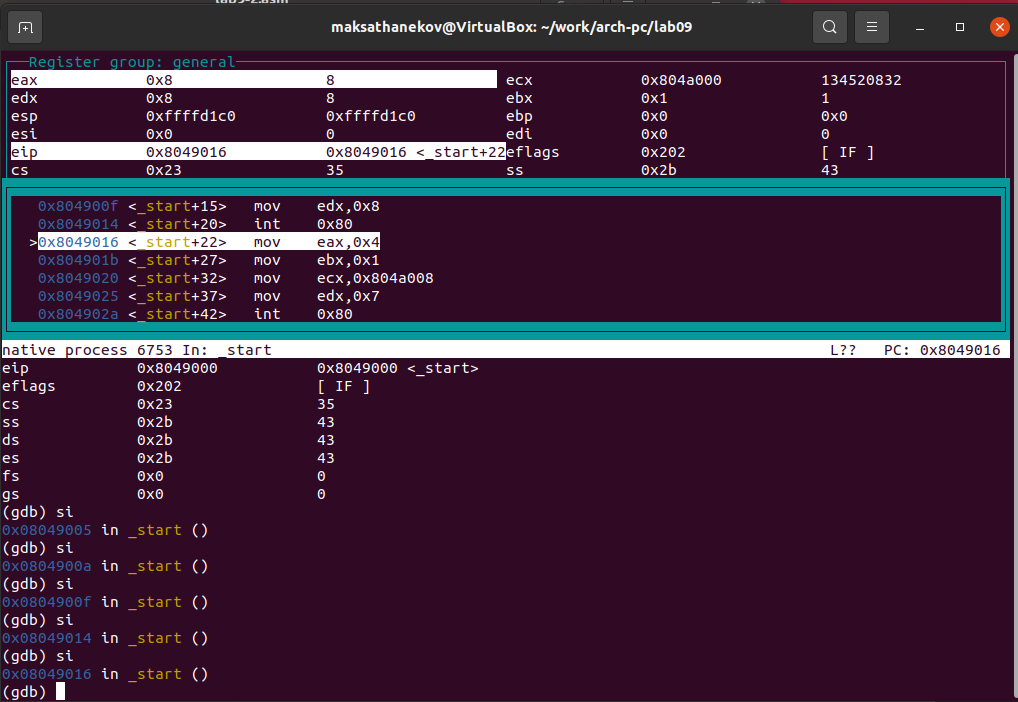 maksathanekov@VirtualBox: ~/work/arch-pc/lab09
Register group: general
eax 0x8 8 ecx 0x804a000 134520832
edx 0x8 8 ebx 0x1 1
esp 0xffffd1c0 0xffffd1c0 ebp 0x0 0x0
esi 0x0 0 edi 0x0 0
eip 0x8049016 0x8049016 <_start+22 eflags 0x202 [ IF ]
cs 0x23 35 ss 0x2b 43
0x804900f <_start+15> mov edx,0x8
0x8049014 <_start+20> int 0x80
>0x8049016 <_start+22> mov eax,0x4
0x804901b <_start+27> mov ebx,0x1
0x8049020 <_start+32> mov ecx,0x804a008
0x8049025 <_start+37> mov edx,0x7
0x804902a <_start+42> int 0x80
native process 6753 In: _start L?? PC: 0x8049016
eip 0x8049000 0x8049000 <_start>
eflags 0x202 [ IF ]
cs 0x23 35
ss 0x2b 43
ds 0x2b 43
es 0x2b 43
fs 0x0 0
gs 0x0 0
(gdb) si
0x08049005 in _start ()
(gdb) si
0x0804900a in _start ()
(gdb) si
0x0804900f in _start ()
(gdb) si
0x08049014 in _start ()
(gdb) si
0x08049016 in _start ()
(gdb)